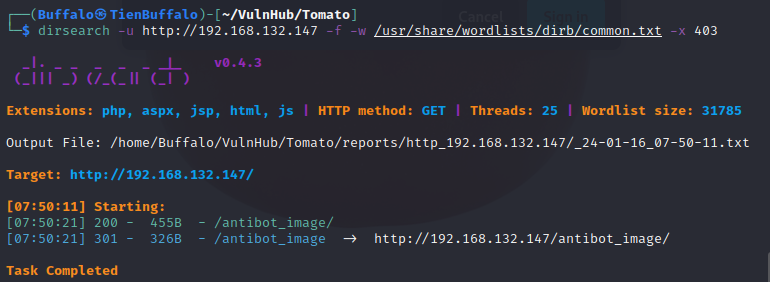 Cancel
┌──(Buffalo㉿TienBuffalo)-[~/VulnHub/Tomato]
└─$ dirsearch -u http://192.168.132.147 -f -w /usr/share/wordlists/dirb/common.txt -x 403
  _|. _ _  _  _  _ _|_    v0.4.3
 (_||| _) (/_(_|| (_| )
Extensions: php, aspx, jsp, html, js | HTTP method: GET | Threads: 25 | Wordlist size: 31785
Output File: /home/Buffalo/VulnHub/Tomato/reports/http_192.168.132.147/_24-01-16_07-50-11.txt
Target: http://192.168.132.147/
[07:50:11] Starting:
[07:50:21] 200 -  455B  - /antibot_image/
[07:50:21] 301 -  326B  - /antibot_image  →  http://192.168.132.147/antibot_image/
Task Completed